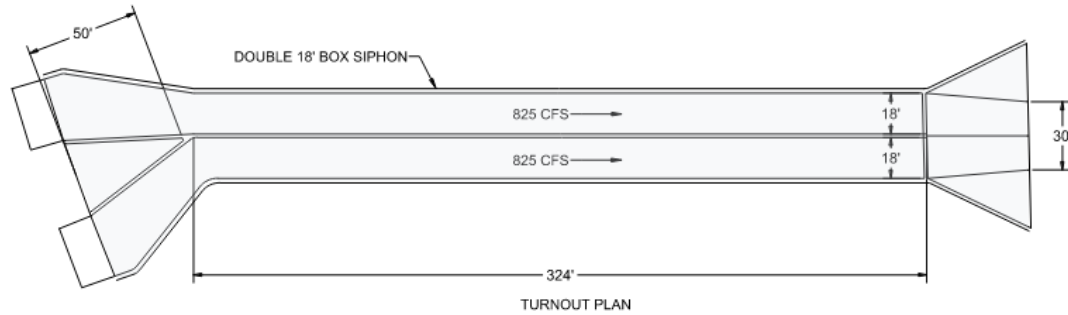 50'
DOUBLE 18' BOX SIPHON
825 CFS
18'
30
825 CFS
18'
324'
TURNOUT PLAN